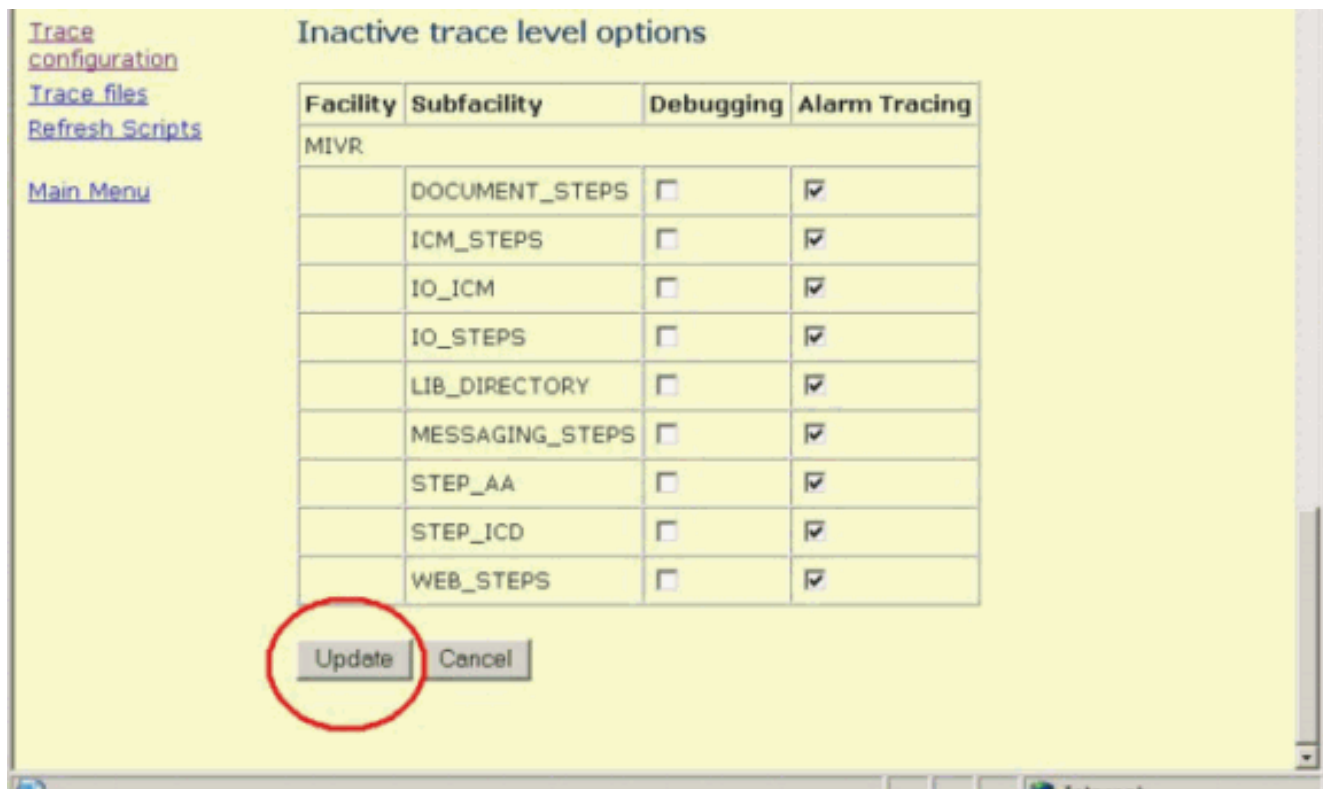 Trace
configuration
Trace files
Refresh Scripts
Main Menu
Inactive trace level options
Facility Subfacility Debugging Alarm Tracing
MIVR
DOCUMENT_STEPS
ICM_STEPS
IO_ICM
IO_STEPS
LIB_DIRECTORY
MESSAGING_STEPS
STEP_AA
STEP_ICD
WEB_STEPS
Update Cancel